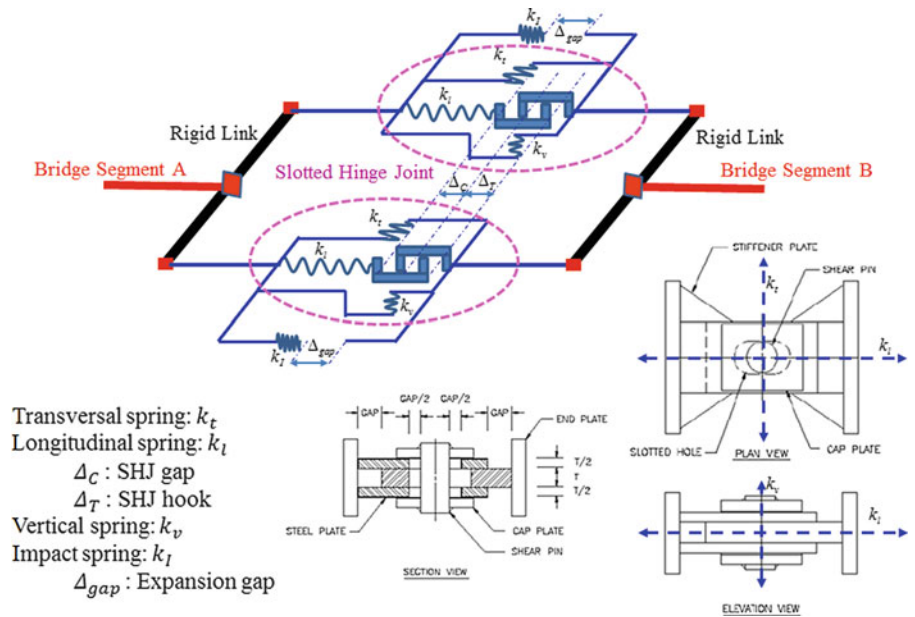 k_I
Δ_gap
k_t
k_l
k_v
Rigid Link
Rigid Link
Bridge Segment A
Slotted Hinge Joint
Bridge Segment B
Δ_C
Δ_T
k_t
k_l
k_v
k_I
Δ_gap
STIFFENER PLATE
SHEAR PIN
k_t
k_l
SLOTTED HOLE
CAP PLATE
PLAN VIEW
Transversal spring: k_t
Longitudinal spring: k_l
Δ_C : SHJ gap
Δ_T : SHJ hook
Vertical spring: k_v
Impact spring: k_I
Δ_gap : Expansion gap
GAP
GAP/2
GAP/2
GAP
END PLATE
T/2
T
T/2
STEEL PLATE
CAP PLATE
SHEAR PIN
SECTION VIEW
k_v
k_l
ELEVATION VIEW